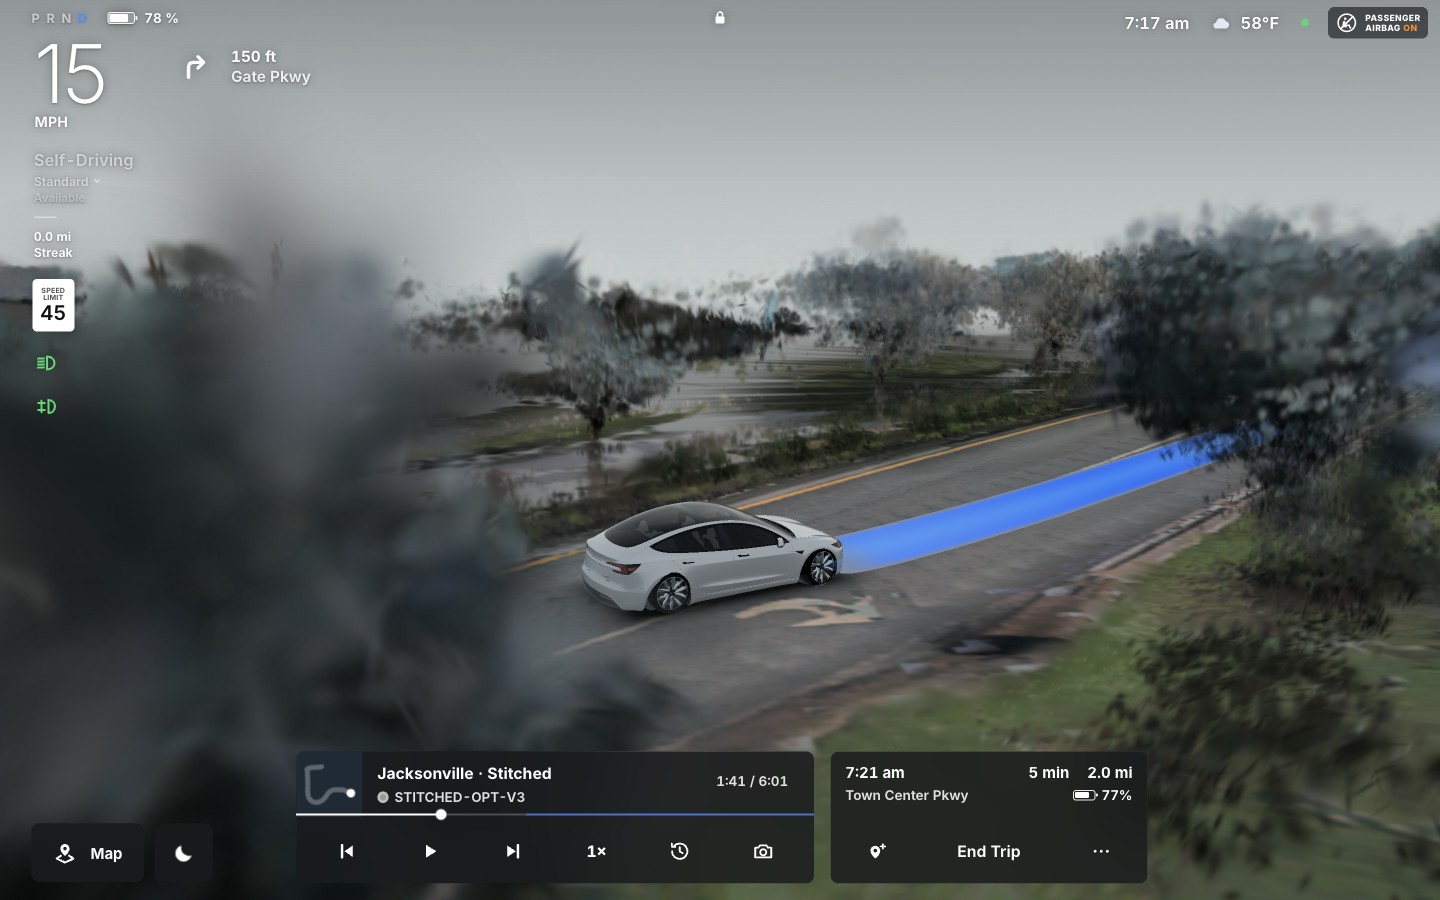 P R N D 78 %
7:17 am 58°F
PASSENGER
AIRBAG ON
15
MPH
150 ft
Gate Pkwy
Self-Driving
Standard
Available
0.0 mi
Streak
SPEED
LIMIT
45
Jacksonville · Stitched
STITCHED-OPT-V3
1:41 / 6:01
1×
7:21 am 5 min 2.0 mi
Town Center Pkwy 77%
End Trip
Map